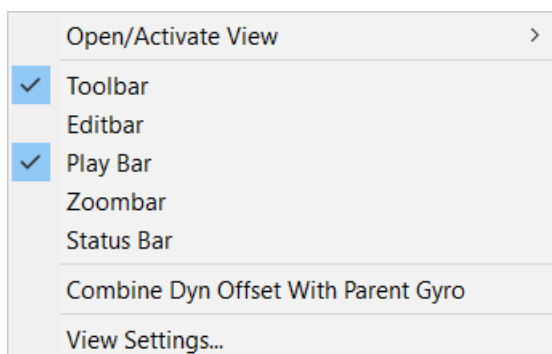 Open/Activate View
Toolbar
Editbar
Play Bar
Zoombar
Status Bar
Combine Dyn Offset With Parent Gyro
View Settings...